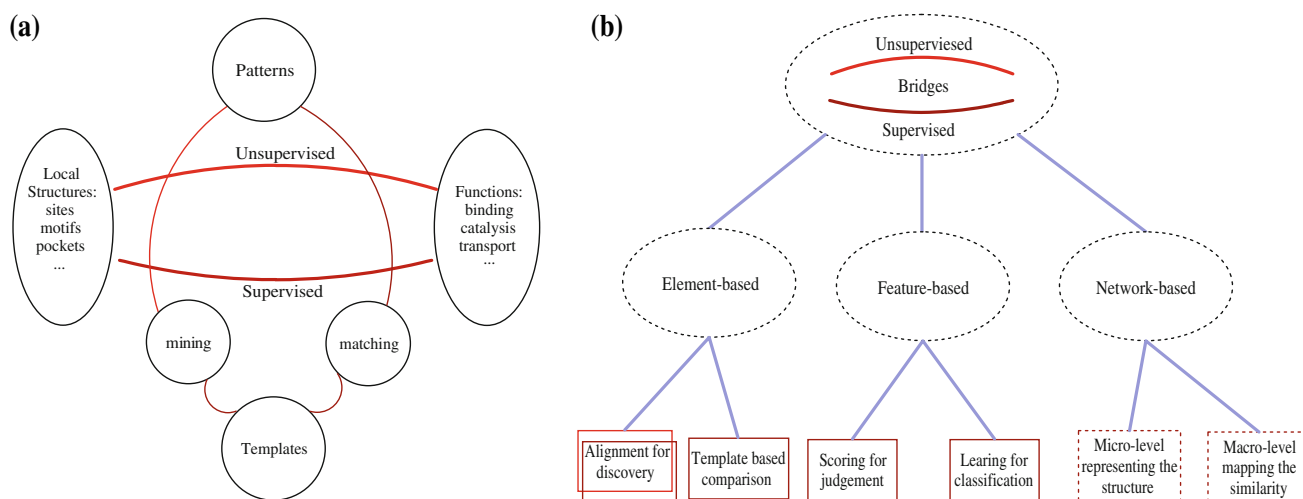 (a)
Patterns
Unsupervised
Local
Structures:
sites
motifs
pockets
...
Functions:
binding
catalysis
transport
...
Supervised
mining
matching
Templates
(b)
Unsuperviesed
Bridges
Supervised
Element-based
Feature-based
Network-based
Alignment for
discovery
Template based
comparison
Scoring for
judgement
Learing for
classification
Micro-level
representing the
structure
Macro-level
mapping the
similarity